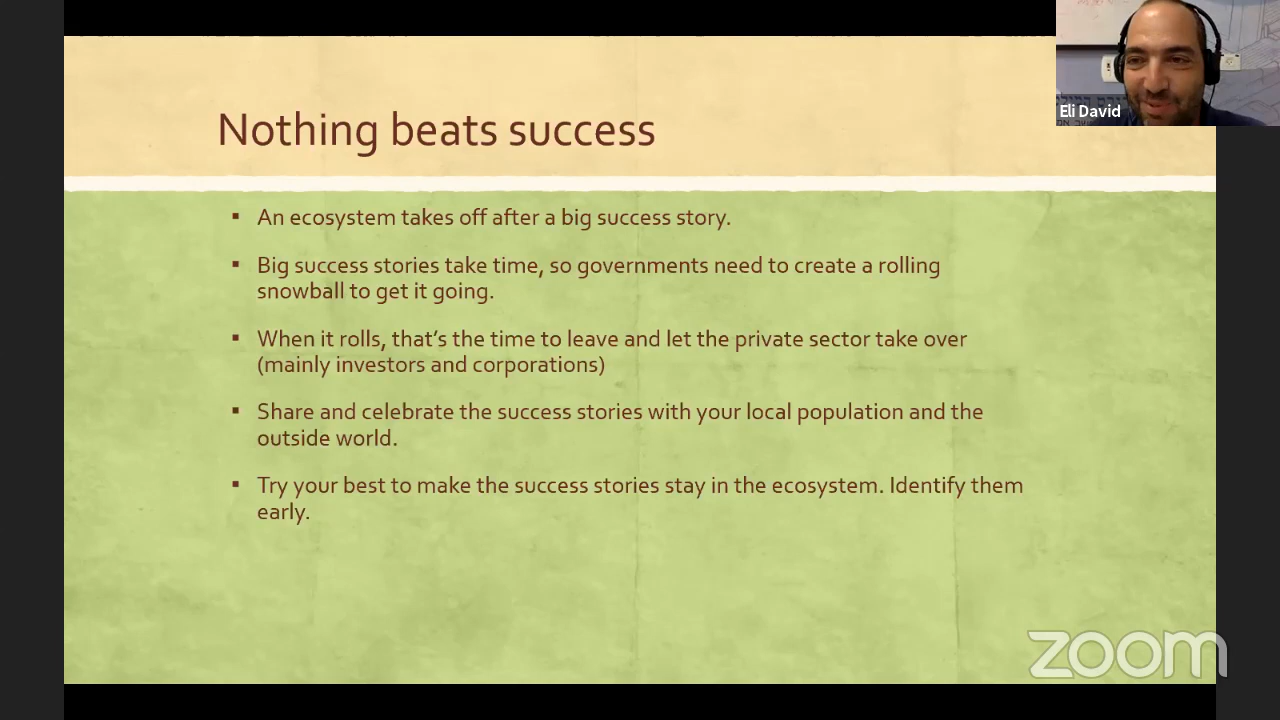 Nothing beats success
Eli David
▪ An ecosystem takes off after a big success story.
▪ Big success stories take time, so governments need to create a rolling
snowball to get it going.
▪ When it rolls, that’s the time to leave and let the private sector take over
(mainly investors and corporations)
▪ Share and celebrate the success stories with your local population and the
outside world.
▪ Try your best to make the success stories stay in the ecosystem. Identify them
early.
zoom